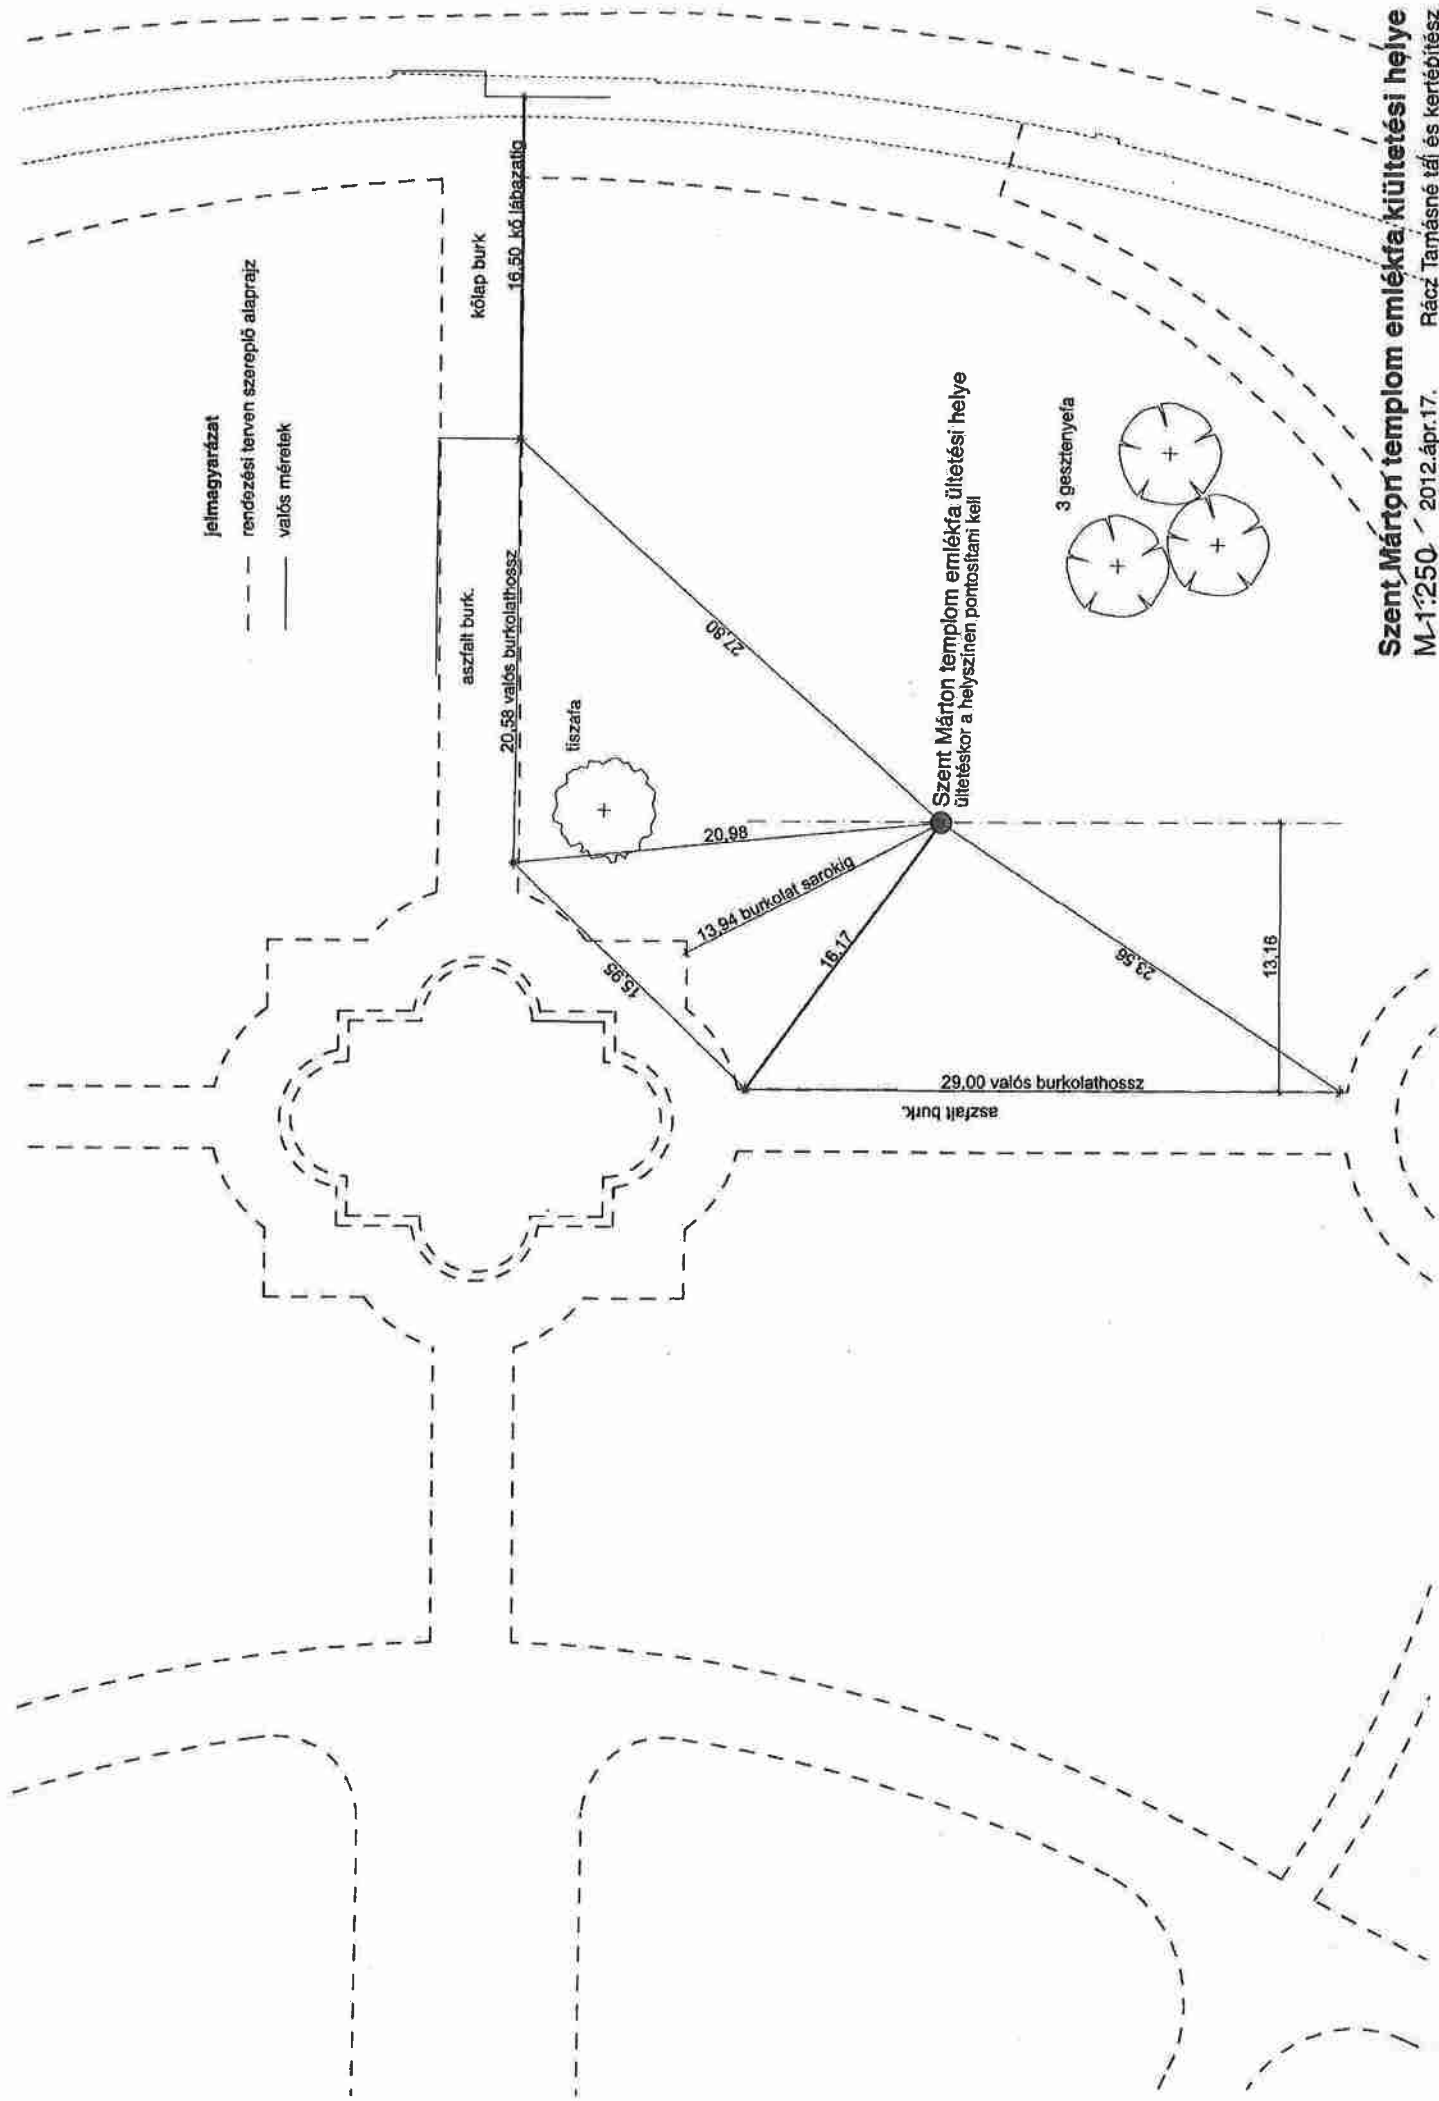 jelmagyarázat
rendezési terven szereplő alaprajz
valós méretek
kőlap burk
16,50 kő lábazatig
aszfalt burk.
20,58 valós burkolathossz
tiszafa
27,80
20,98
13,94 burkolat sarokig
15,95
16,17
23,56
13,16
29,00 valós burkolathossz
aszfalt burk.
Szent Márton templom emlékfa ültetési helye
ültetéskor a helyszínen pontosítani kell
3 gesztenyefa
Szent Márton templom emlékfa kiültetési helye
M-1:250 2012.ápr.17. Rácz Tamásné táj és kertépítész